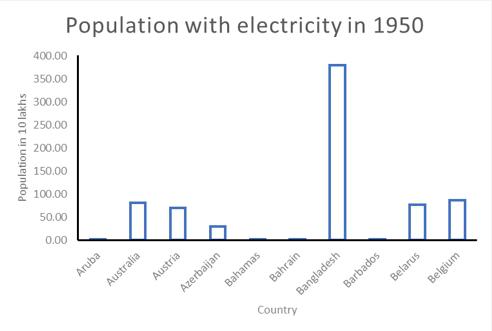 Population with electricity in 1950
Population in 10 lakhs
400.00
350.00
300.00
250.00
200.00
150.00
100.00
50.00
0.00
Aruba
Australia
Austria
Azerbaijan
Bahamas
Bahrain
Bangladesh
Barbados
Belarus
Belgium
Country